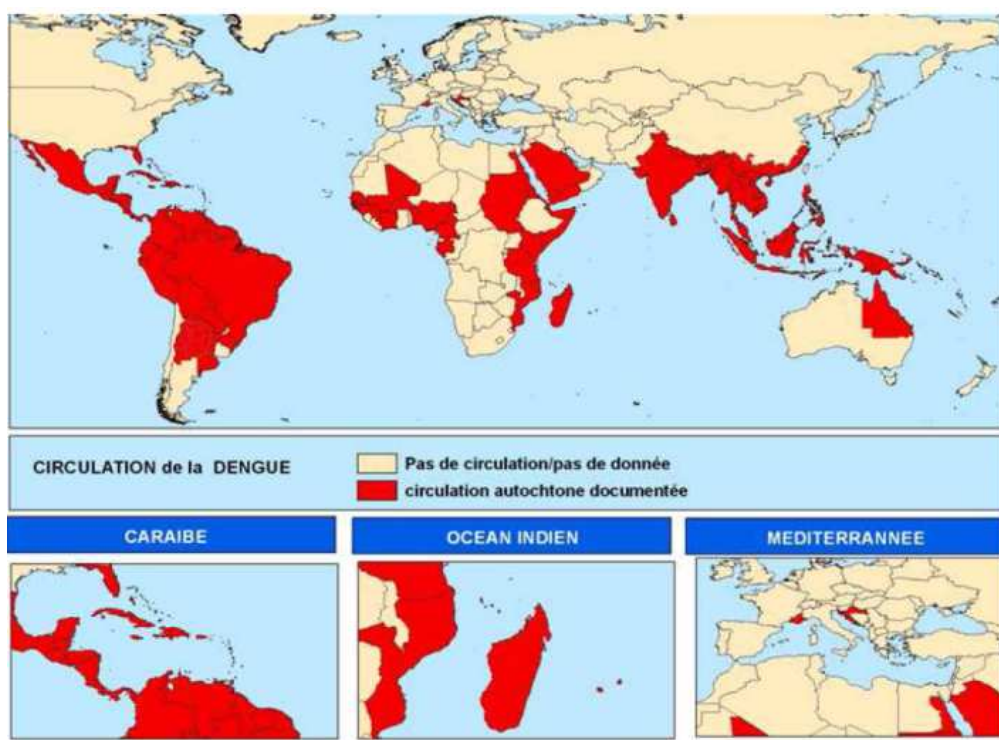 CIRCULATION de la DENGUE
Pas de circulation/pas de donnée
circulation autochtone documentée
CARAIBE
OCEAN INDIEN
MEDITERRANNEE